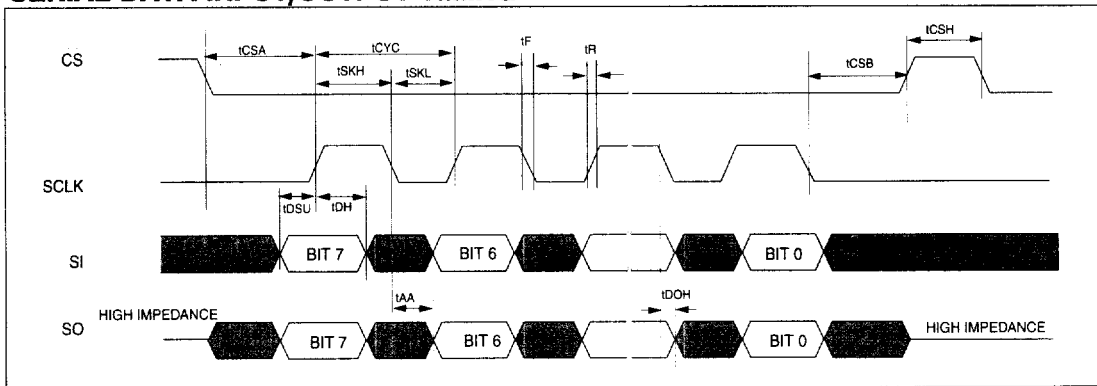 tCSA tCYC tF tR tCSH
CS
tSKH tSKL tCSB
SCLK
tDSU tDH
SI BIT 7 BIT 6 BIT 0
tAA tDOH
HIGH IMPEDANCE HIGH IMPEDANCE
SO BIT 7 BIT 6 BIT 0